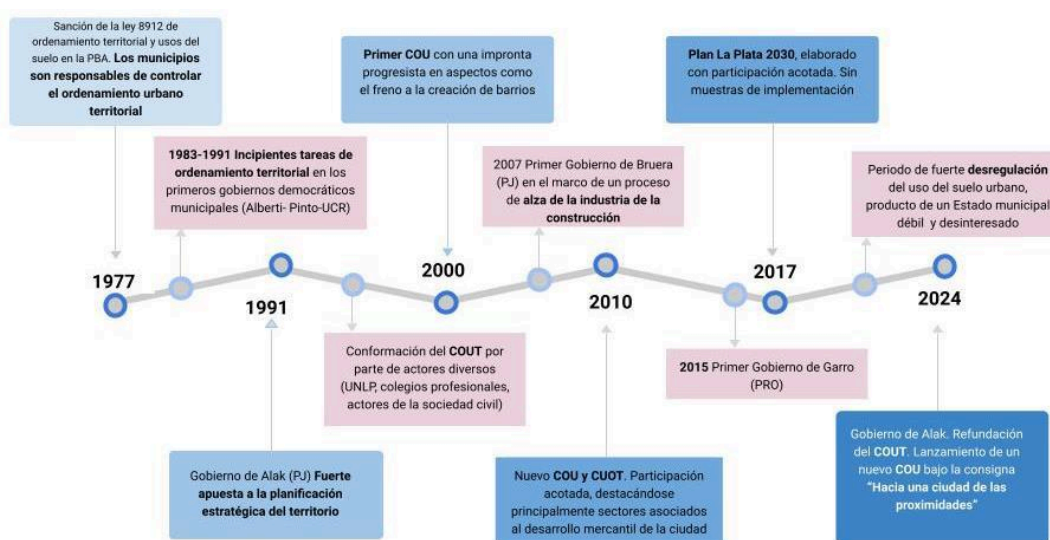 Sanción de la ley 8912 de
ordenamiento territorial y usos del
suelo en la PBA. Los municipios
son responsables de controlar
el ordenamiento urbano
territorial
Primer COU con una impronta
progresista en aspectos como
el freno a la creación de barrios
Plan La Plata 2030, elaborado
con participación acotada. Sin
muestras de implementación
1983-1991 Incipientes tareas de
ordenamiento territorial en los
primeros gobiernos democráticos
municipales (Alberti- Pinto-UCR)
2007 Primer Gobierno de Bruera
(PJ) en el marco de un proceso
de alza de la industria de la
construcción
Periodo de fuerte desregulación
del uso del suelo urbano,
producto de un Estado municipal
débil y desinteresado
1977
1991
2000
2010
2017
2024
Conformación del COUT por
parte de actores diversos
(UNLP, colegios profesionales,
actores de la sociedad civil)
2015 Primer Gobierno de Garro
(PRO)
Gobierno de Alak (PJ) Fuerte
apuesta a la planificación
estratégica del territorio
Nuevo COU y CUOT. Participación
acotada, destacándose
principalmente sectores asociados
al desarrollo mercantil de la ciudad
Gobierno de Alak. Refundación
del COUT. Lanzamiento de un
nuevo COU bajo la consigna
“Hacia una ciudad de las
proximidades”